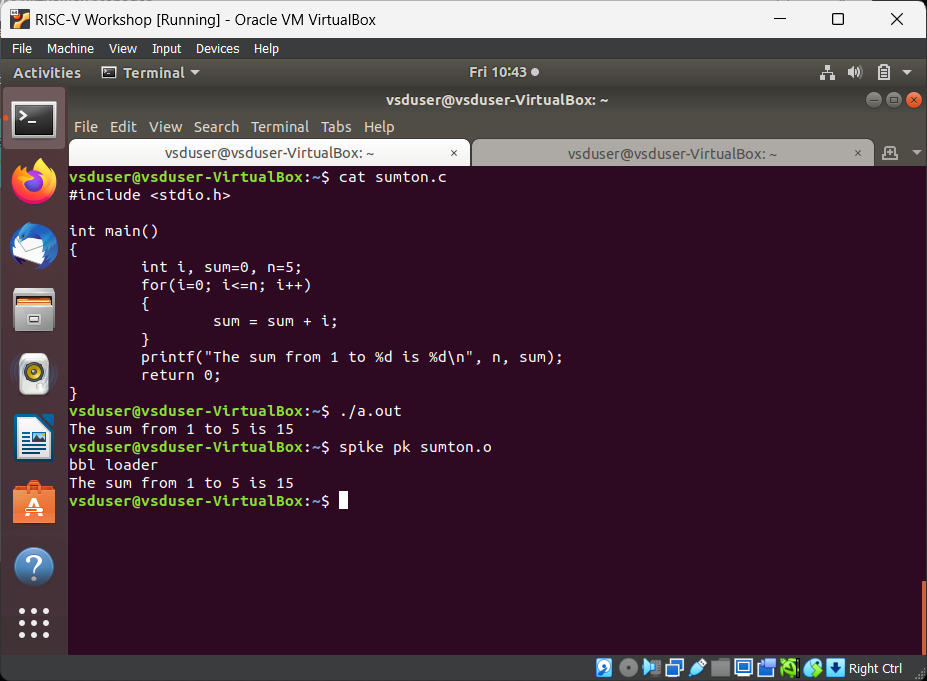 RISC-V Workshop [Running] - Oracle VM VirtualBox
File Machine View Input Devices Help
Activities Terminal Fri 10:43
vsduser@vsduser-VirtualBox: ~
File Edit View Search Terminal Tabs Help
vsduser@vsduser-VirtualBox: ~ × vsduser@vsduser-VirtualBox: ~ ×
vsduser@vsduser-VirtualBox:~$ cat sumton.c
#include <stdio.h>
int main()
{
int i, sum=0, n=5;
for(i=0; i<=n; i++)
{
sum = sum + i;
}
printf("The sum from 1 to %d is %d\n", n, sum);
return 0;
}
vsduser@vsduser-VirtualBox:~$ ./a.out
The sum from 1 to 5 is 15
vsduser@vsduser-VirtualBox:~$ spike pk sumton.o
bbl loader
The sum from 1 to 5 is 15
vsduser@vsduser-VirtualBox:~$
Right Ctrl